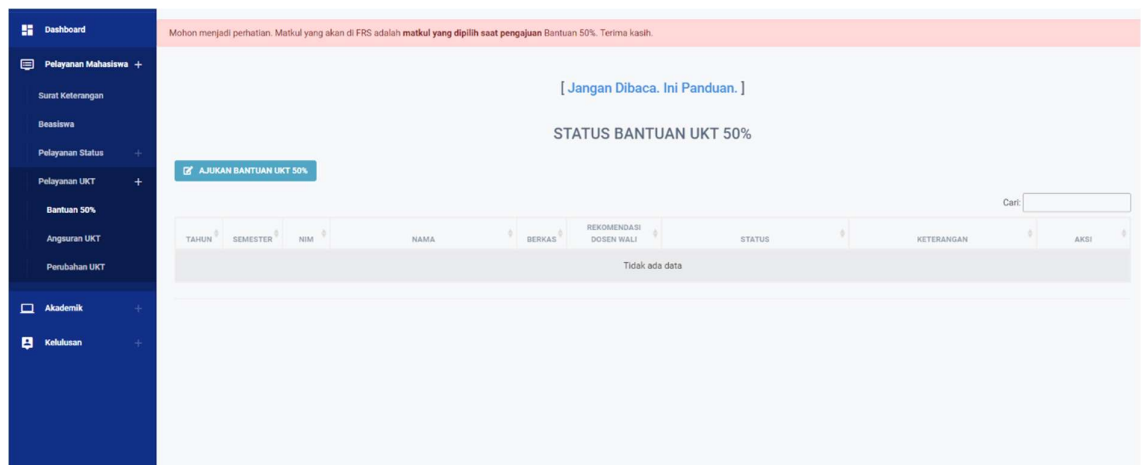 Dashboard
Pelayanan Mahasiswa +
Surat Keterangan
Beasiswa
Pelayanan Status +
Pelayanan UKT +
Bantuan 50%
Angsuran UKT
Perubahan UKT
Akademik +
Kelulusan +
Mohon menjadi perhatian. Matkul yang akan di FRS adalah matkul yang dipilih saat pengajuan Bantuan 50%. Terima kasih.
[ Jangan Dibaca. Ini Panduan. ]
STATUS BANTUAN UKT 50%
AJUKAN BANTUAN UKT 50%
Cari:
TAHUN SEMESTER NIM NAMA BERKAS REKOMENDASI DOSEN WALI STATUS KETERANGAN AKSI
Tidak ada data